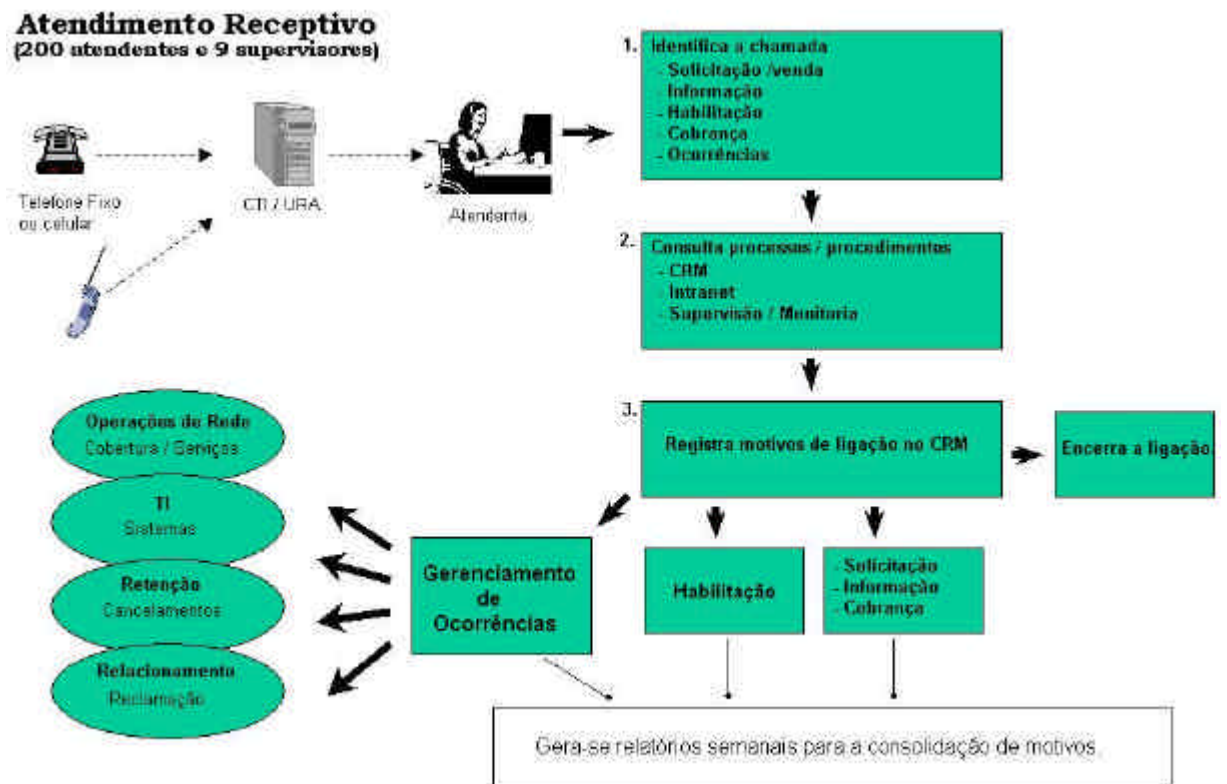 Atendimento Receptivo
(200 atendentes e 9 supervisores)
Telefone Fixo
ou celular
CTI / URA
Atendente
1. Identifica a chamada
- Solicitação /venda
- Informação
- Habilitação
- Cobrança
- Ocorrências
2. Consulta processos / procedimentos
- CRM
- Intranet
- Supervisão / Monitoria
3. Registra motivos de ligação no CRM
Encerra a ligação.
Operações de Rede
Cobertura / Serviços
TI
Sistemas
Retenção
Cancelamentos
Relacionamento
Reclamação
Gerenciamento
de
Ocorrências
Habilitação
- Solicitação
- Informação
- Cobrança
Gera-se relatórios semanais para a consolidação de motivos.